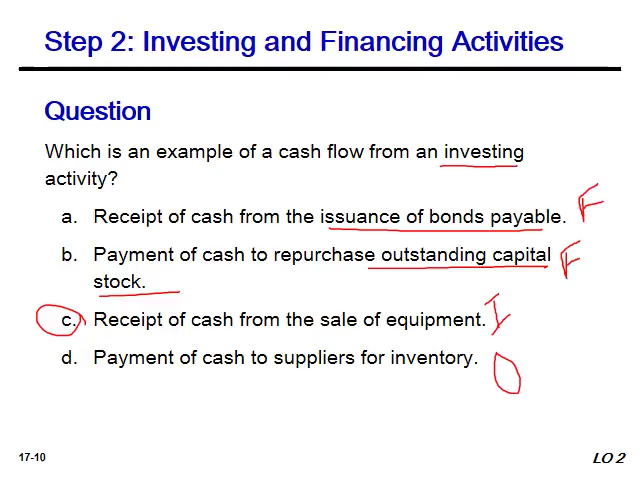 Step 2: Investing and Financing Activities
Question
Which is an example of a cash flow from an investing
activity?
a. Receipt of cash from the issuance of bonds payable. F
b. Payment of cash to repurchase outstanding capital F
stock.
c. Receipt of cash from the sale of equipment. I
d. Payment of cash to suppliers for inventory. O
17-10 LO 2